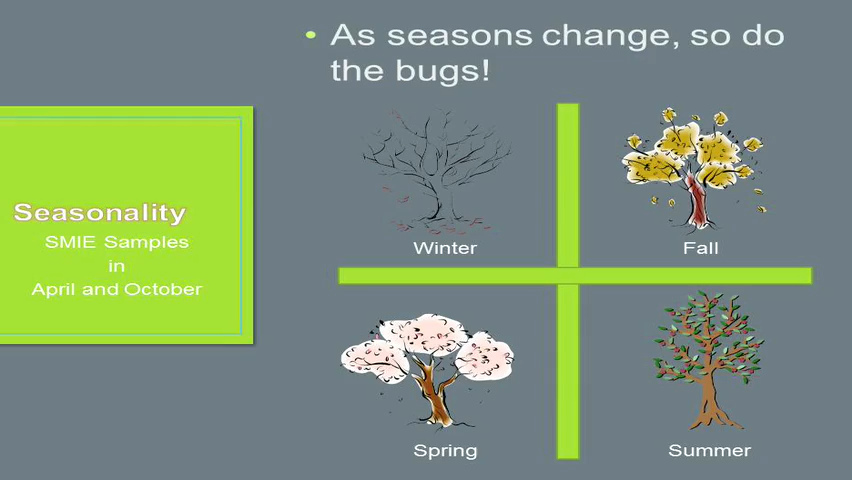 • As seasons change, so do
the bugs!
Seasonality
SMIE Samples
in
April and October
Winter
Fall
Spring
Summer